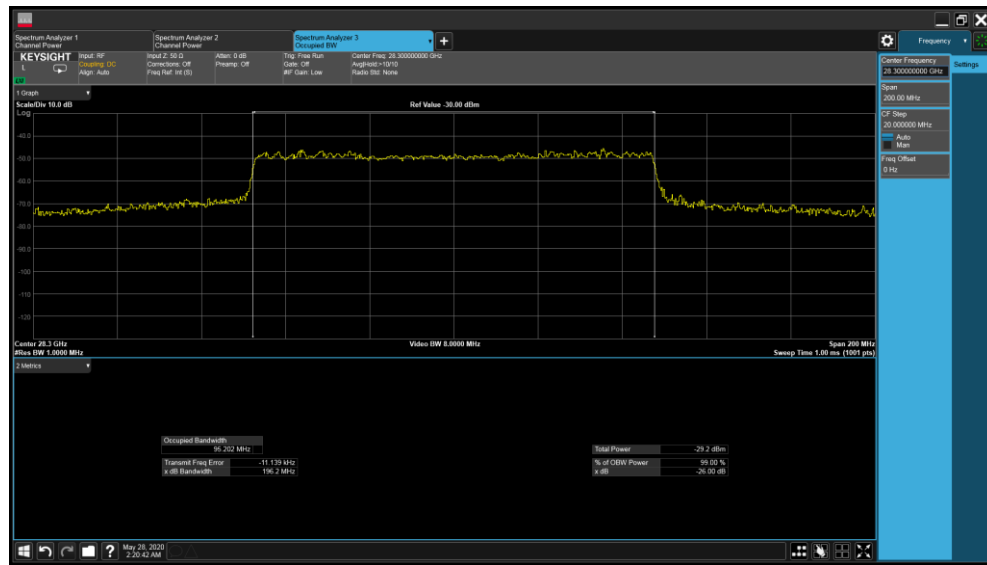 Spectrum Analyzer 1
Channel Power
Spectrum Analyzer 2
Channel Power
Spectrum Analyzer 3
Occupied BW
Frequency
KEYSIGHT
L
Input: RF
Coupling: DC
Align: Auto
Input Z: 50 Ω
Corrections: Off
Freq Ref: Int (S)
Atten: 0 dB
Preamp: Off
Trig: Free Run
Gate: Off
#IF Gain: Low
Center Freq: 28.300000000 GHz
Avg|Hold:>10/10
Radio Std: None
Center Frequency
28.300000000 GHz
Settings
Span
200.00 MHz
CF Step
20.000000 MHz
Auto
Man
Freq Offset
0 Hz
1 Graph
Scale/Div 10.0 dB
Ref Value -30.00 dBm
Log
-40.0
-50.0
-60.0
-70.0
-80.0
-90.0
-100
-110
-120
Center 28.3 GHz
#Res BW 1.0000 MHz
Video BW 8.0000 MHz
Span 200 MHz
Sweep Time 1.00 ms (1001 pts)
2 Metrics
Occupied Bandwidth
95.202 MHz
Transmit Freq Error -11.139 kHz
x dB Bandwidth 196.2 MHz
Total Power -29.2 dBm
% of OBW Power 99.00 %
x dB -26.00 dB
?
May 28, 2020
2:20:42 AM